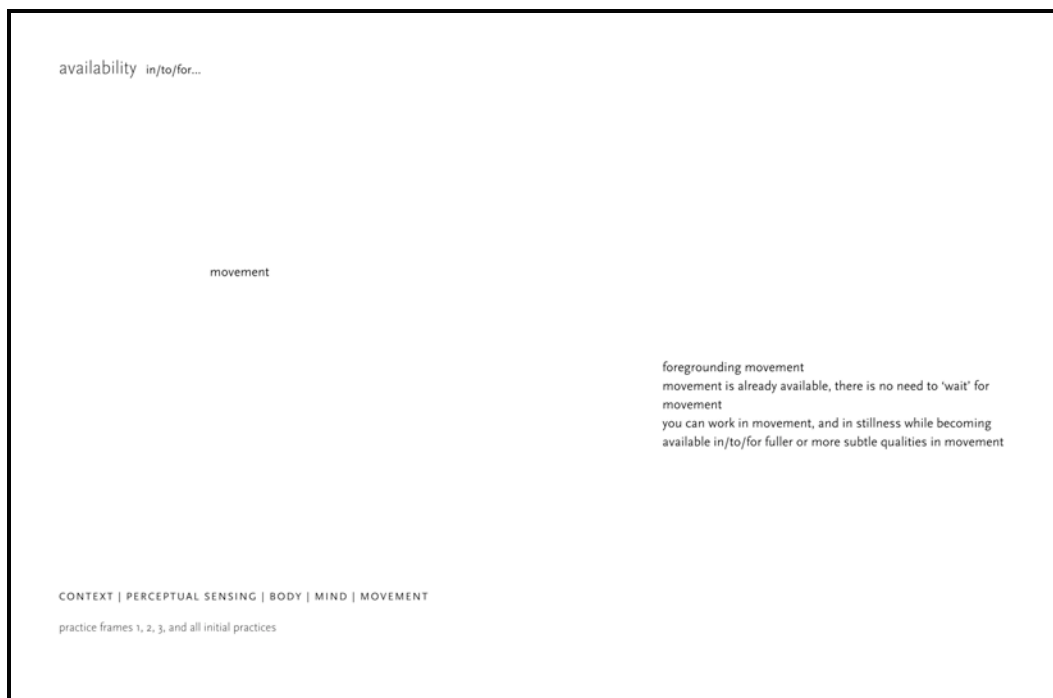 availability in/to/for...
movement
foregrounding movement
movement is already available, there is no need to ‘wait’ for
movement
you can work in movement, and in stillness while becoming
available in/to/for fuller or more subtle qualities in movement
CONTEXT | PERCEPTUAL SENSING | BODY | MIND | MOVEMENT
practice frames 1, 2, 3, and all initial practices